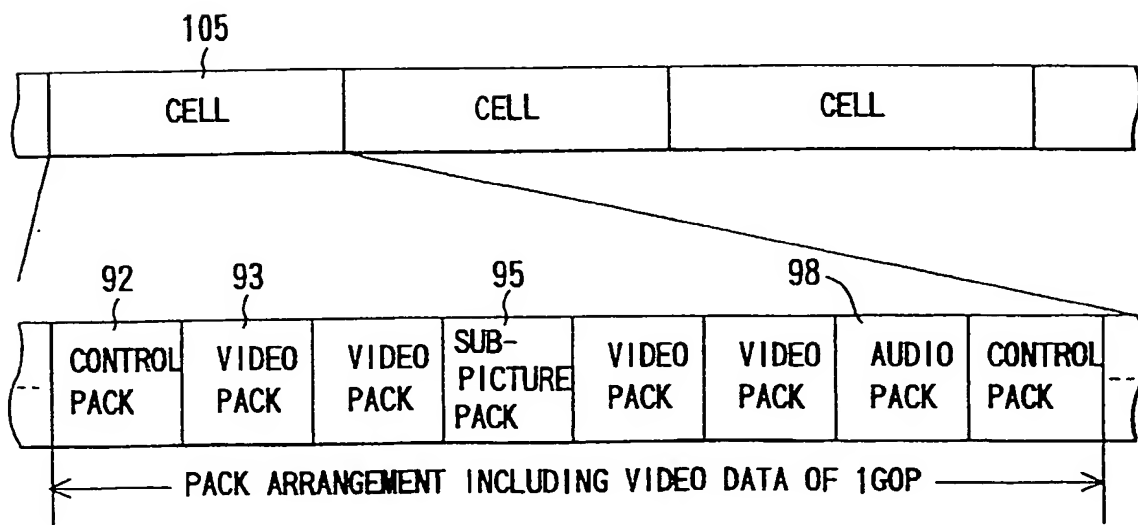 105
CELL CELL CELL
92 93 95 98
CONTROL PACK VIDEO PACK VIDEO PACK SUB-PICTURE PACK VIDEO PACK VIDEO PACK AUDIO PACK CONTROL PACK
PACK ARRANGEMENT INCLUDING VIDEO DATA OF 1GOP